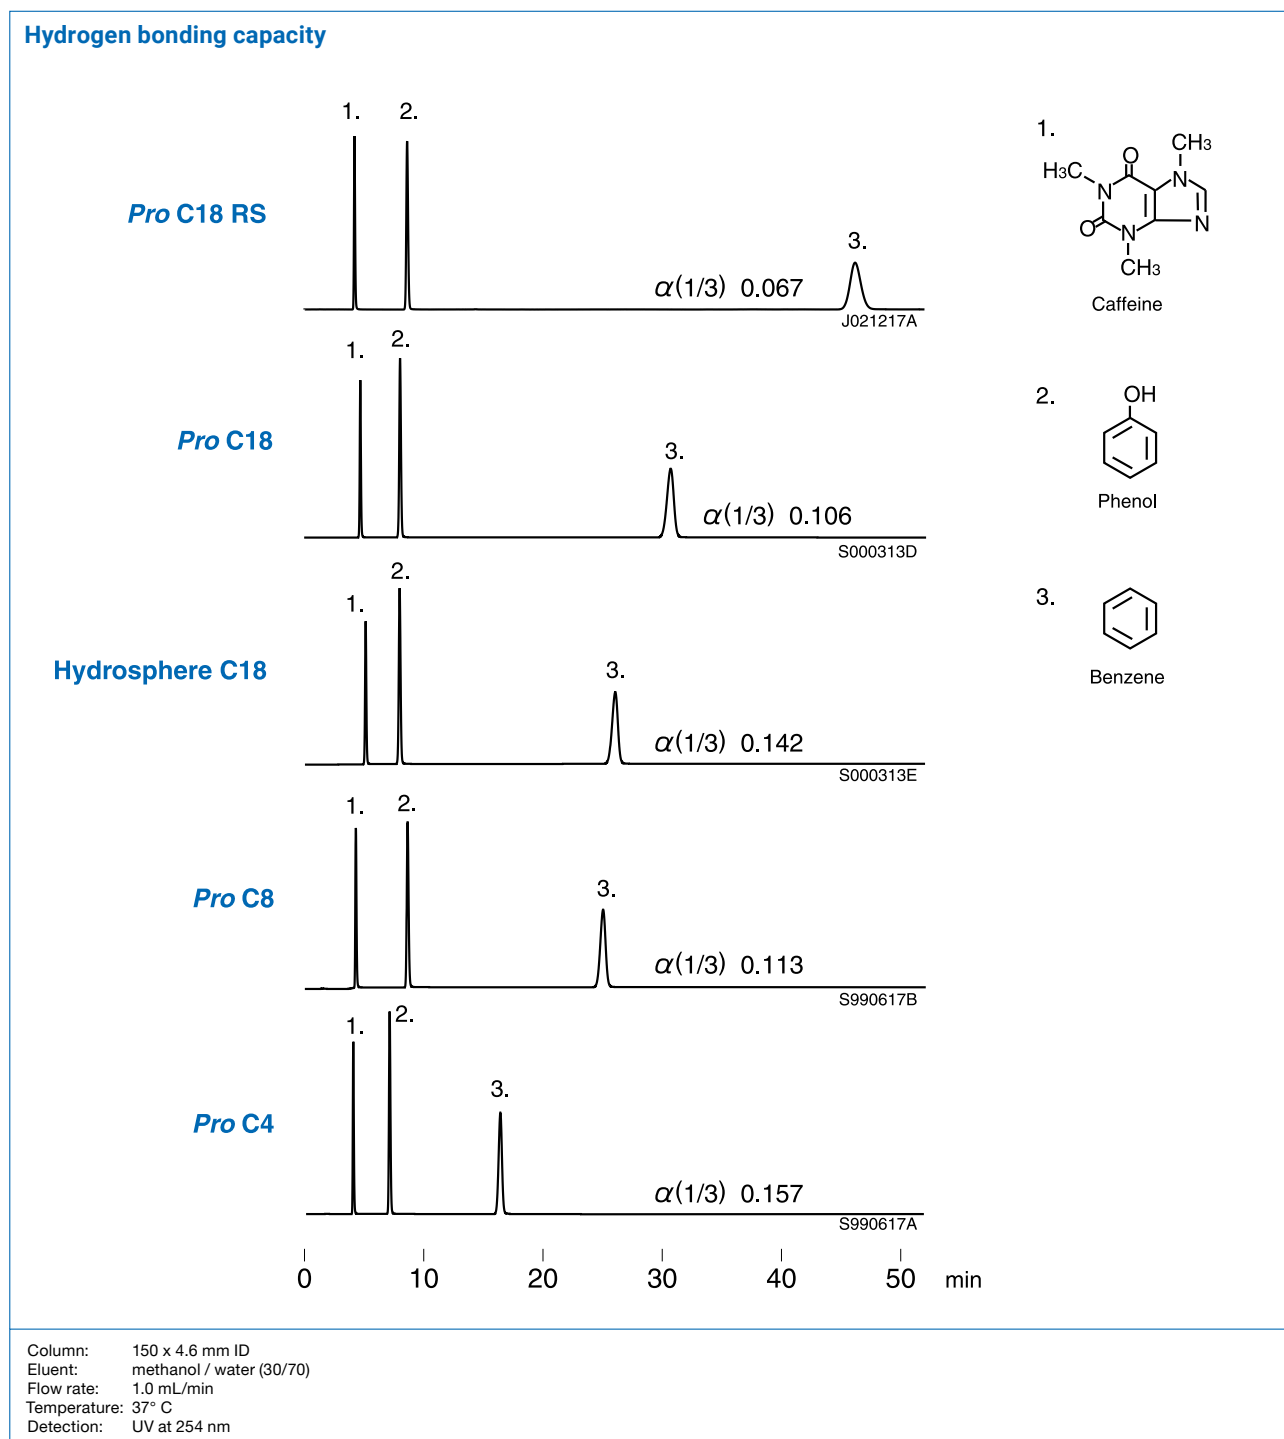 Hydrogen bonding capacity
1. 2.
Pro C18 RS
3.
α(1/3) 0.067
J021217A
1. 2.
Pro C18
3.
α(1/3) 0.106
S000313D
1. 2.
Hydrosphere C18
3.
α(1/3) 0.142
S000313E
1. 2.
Pro C8
3.
α(1/3) 0.113
S990617B
1. 2.
Pro C4
3.
α(1/3) 0.157
S990617A
0 10 20 30 40 50 min
1.
O CH3
H3C N N
O N N
CH3
Caffeine
2.
OH
Phenol
3.
Benzene
Column: 150 x 4.6 mm ID
Eluent: methanol / water (30/70)
Flow rate: 1.0 mL/min
Temperature: 37° C
Detection: UV at 254 nm